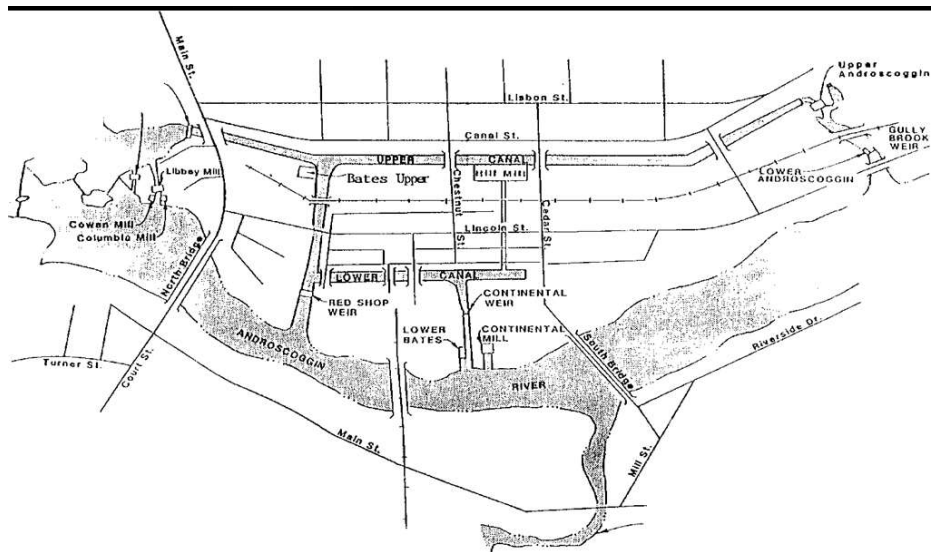 Main St.
Upper
Androscoggin
Lisbon St.
Canal St.
GULLY
BROOK
WEIR
UPPER
CANAL
Libbey Mill
Bates Upper
Hill Mill
LOWER
ANDROSCOGGIN
Chestnut St.
Cedar St.
Cowan Mill
Columbia Mill
Lincoln St.
North Bridge
LOWER
CANAL
RED SHOP
WEIR
CONTINENTAL
WEIR
LOWER
BATES
CONTINENTAL
MILL
ANDROSCOGGIN
RIVER
South Bridge
Riverside Dr.
Turner St.
Court St.
Main St.
Mill St.